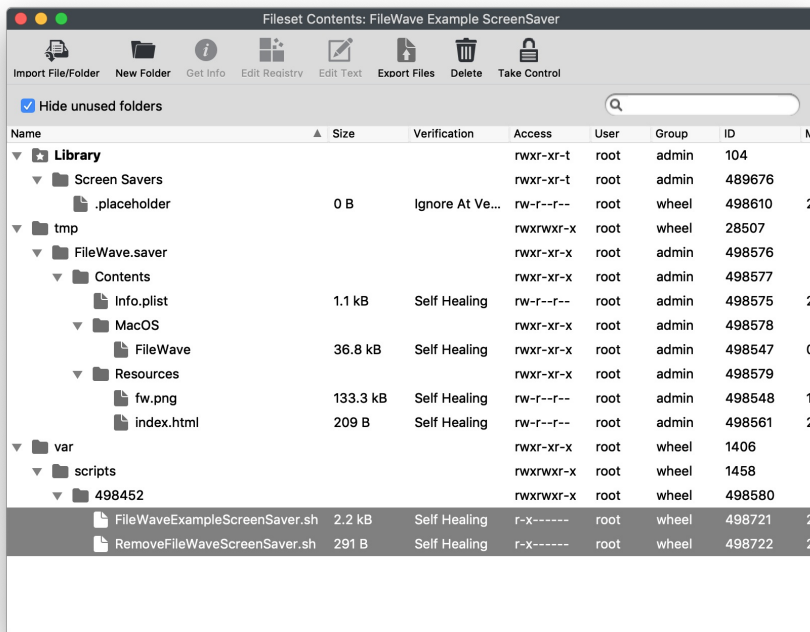 Fileset Contents: FileWave Example ScreenSaver
Import File/Folder New Folder Get Info Edit Registry Edit Text Export Files Delete Take Control
Hide unused folders
Name Size Verification Access User Group ID
Library rwxr-xr-t root admin 104
Screen Savers rwxr-xr-t root admin 489676
.placeholder 0 B Ignore At Ve... rw-r--r-- root wheel 498610
tmp rwxrwxr-x root wheel 28507
FileWave.saver rwxr-xr-x root admin 498576
Contents rwxr-xr-x root admin 498577
Info.plist 1.1 kB Self Healing rw-r--r-- root admin 498575
MacOS rwxr-xr-x root admin 498578
FileWave 36.8 kB Self Healing rwxr-xr-x root admin 498547
Resources rwxr-xr-x root admin 498579
fw.png 133.3 kB Self Healing rw-r--r-- root admin 498548
index.html 209 B Self Healing rw-r--r-- root admin 498561
var rwxr-xr-x root wheel 1406
scripts rwxrwxr-x root wheel 1458
498452 rwxrwxr-x root wheel 498580
FileWaveExampleScreenSaver.sh 2.2 kB Self Healing r-x------ root wheel 498721
RemoveFileWaveScreenSaver.sh 291 B Self Healing r-x------ root wheel 498722